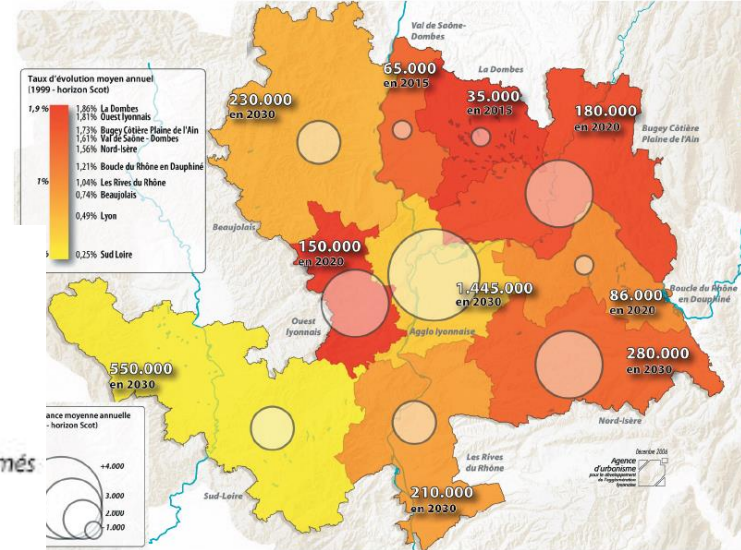 Val de Saône-
Dombes
65.000
en 2015
La Dombes
35.000
en 2015
230.000
en 2030
180.000
en 2020
Bugey Côtière
Plaine de l'Ain
Taux d'évolution moyen annuel
(1999 - horizon Scot)
1,9 %
1,86% La Dombes
1,81% Ouest lyonnais
1,73% Bugey Côtière Plaine de l'Ain
1,61% Val de Saône - Dombes
1,56% Nord-Isère
1,21% Boucle du Rhône en Dauphiné
1%
1,04% Les Rives du Rhône
0,74% Beaujolais
0,49% Lyon
%
0,25% Sud Loire
Beaujolais
150.000
en 2020
1.445.000
en 2030
Boucle du Rhône
en Dauphiné
86.000
en 2020
Ouest
lyonnais
Agglo lyonnaise
280.000
en 2030
550.000
en 2030
Nord-Isère
ance moyenne annuelle
- horizon Scot)
+4.000
3.000
2.000
-1.000
més
Sud-Loire
Les Rives
du Rhône
210.000
en 2030
Décembre 2006
Agence
d'urbanisme
pour le développement
de l'agglomération
lyonnaise